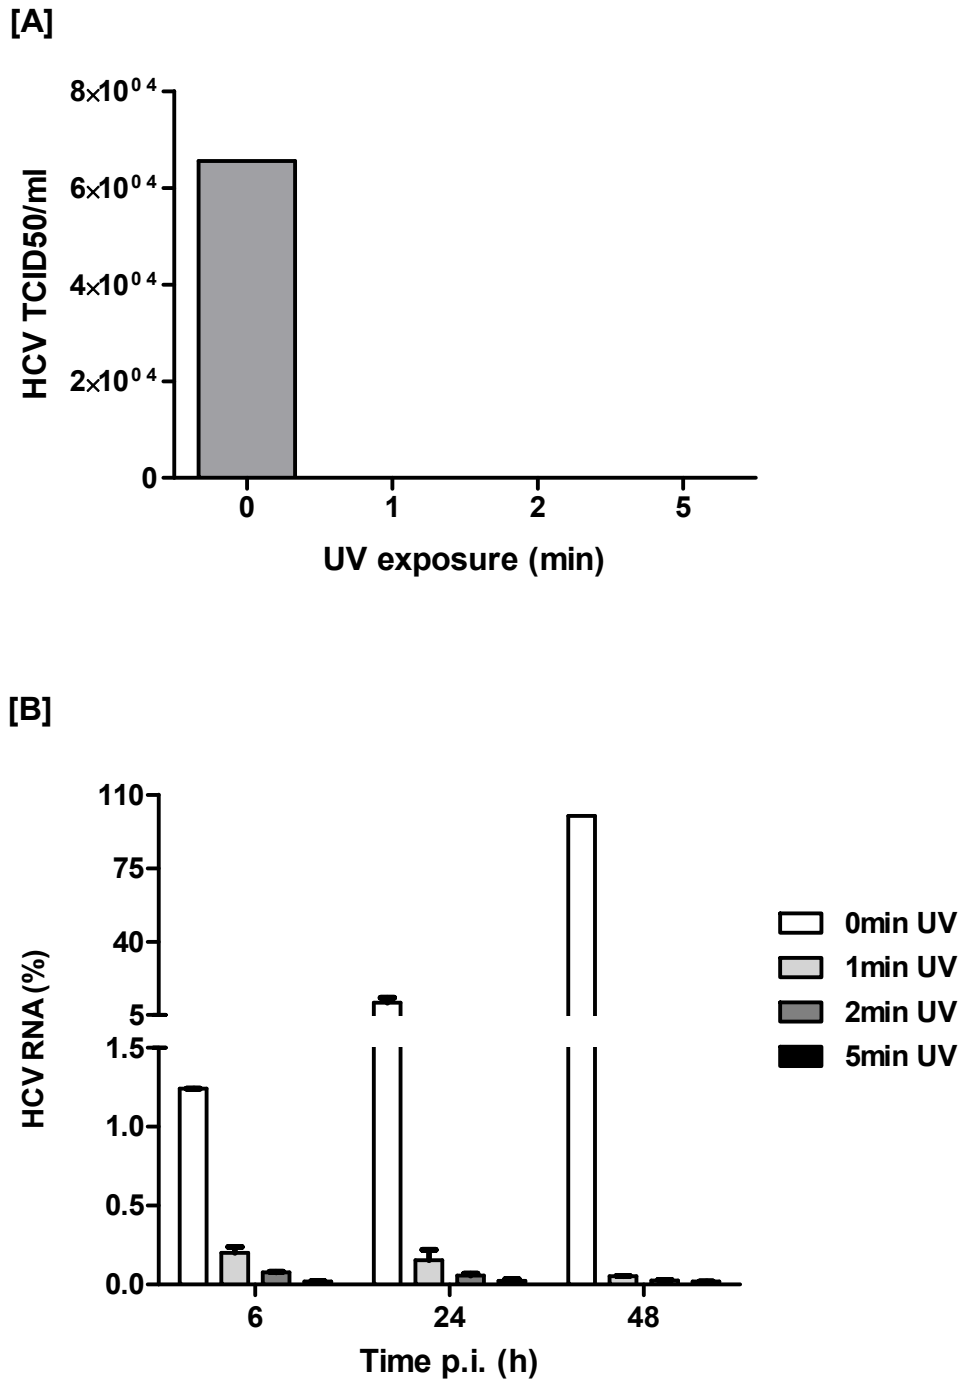 [A]
8×10⁰⁴
6×10⁰⁴
4×10⁰⁴
2×10⁰⁴
0
HCV TCID50/ml
0 1 2 5
UV exposure (min)
[B]
110
75
40
5
1.5
1.0
0.5
0.0
HCV RNA (%)
6 24 48
Time p.i. (h)
0min UV
1min UV
2min UV
5min UV